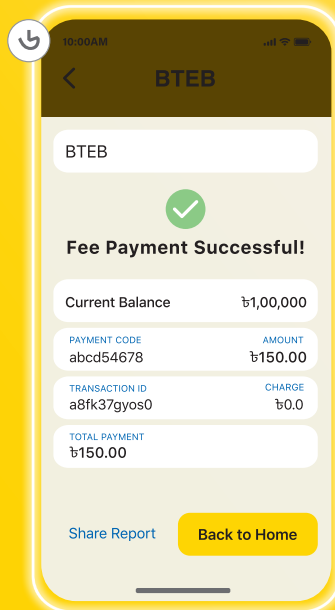 10:00AM
BTEB
BTEB
Fee Payment Successful!
Current Balance ৳1,00,000
PAYMENT CODE AMOUNT
abcd54678 ৳150.00
TRANSACTION ID CHARGE
a8fk37gyos0 ৳0.0
TOTAL PAYMENT
৳150.00
Share Report Back to Home